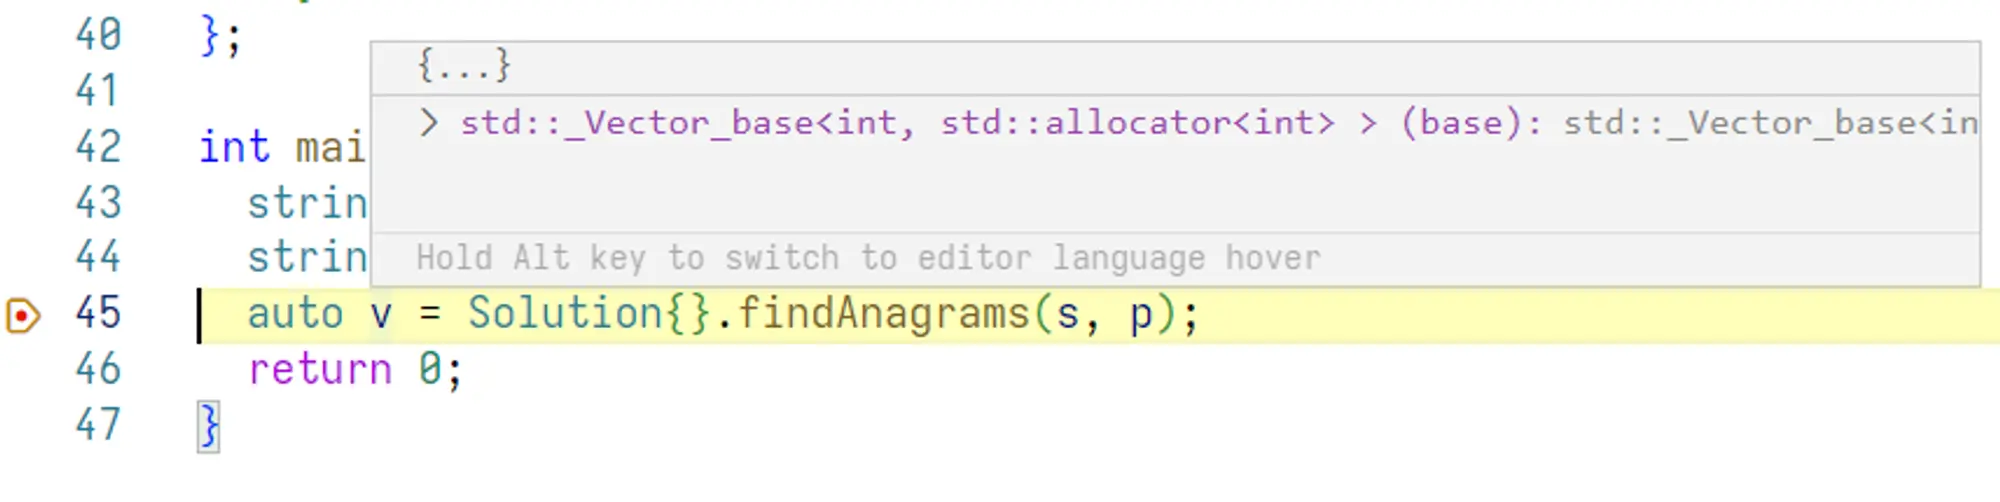 40 };
{...}
41
> std::_Vector_base<int, std::allocator<int> > (base): std::_Vector_base<in
42 int mai
43 strin
44 strin
Hold Alt key to switch to editor language hover
45 auto v = Solution{}.findAnagrams(s, p);
46 return 0;
47 }